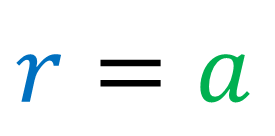 r = a